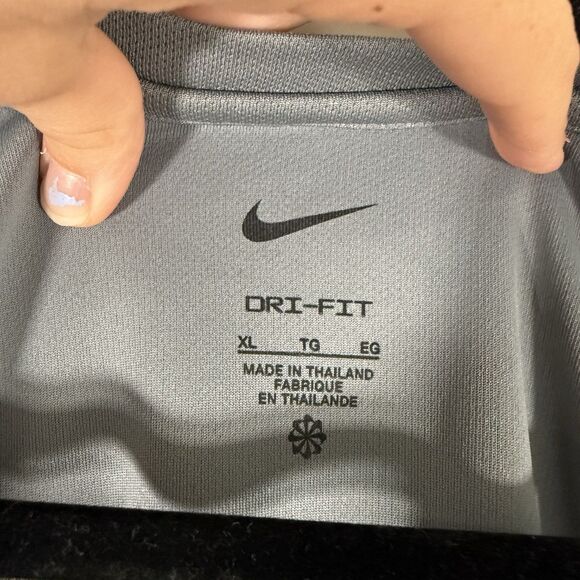 DRI-FIT
XL TG EG
MADE IN THAILAND
FABRIQUE
EN THAILANDE